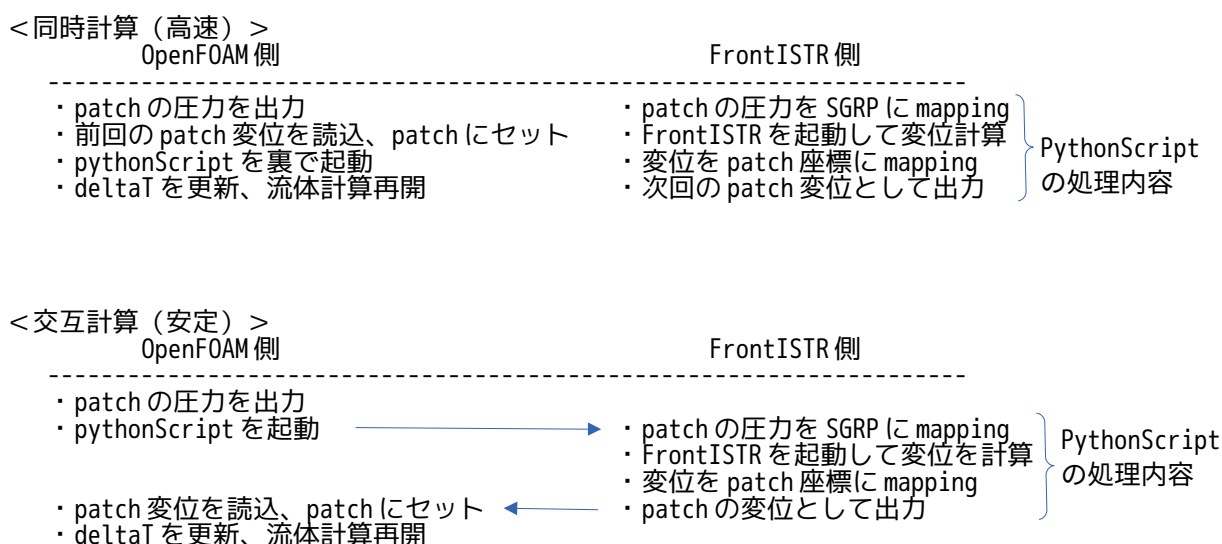 ＜同時計算（高速）＞
OpenFOAM側 FrontISTR側
----------------------------------------------------------------------
・patchの圧力を出力 ・patchの圧力をSGRPにmapping
・前回のpatch変位を読込、patchにセット ・FrontISTRを起動して変位計算
・pythonScriptを裏で起動 ・変位をpatch座標にmapping
・deltaTを更新、流体計算再開 ・次回のpatch変位として出力
PythonScript
の処理内容
＜交互計算（安定）＞
OpenFOAM側 FrontISTR側
----------------------------------------------------------------------
・patchの圧力を出力
・pythonScriptを起動 ・patchの圧力をSGRPにmapping
・FrontISTRを起動して変位を計算
・変位をpatch座標にmapping
・patch変位を読込、patchにセット ・patchの変位として出力
・deltaTを更新、流体計算再開
PythonScript
の処理内容